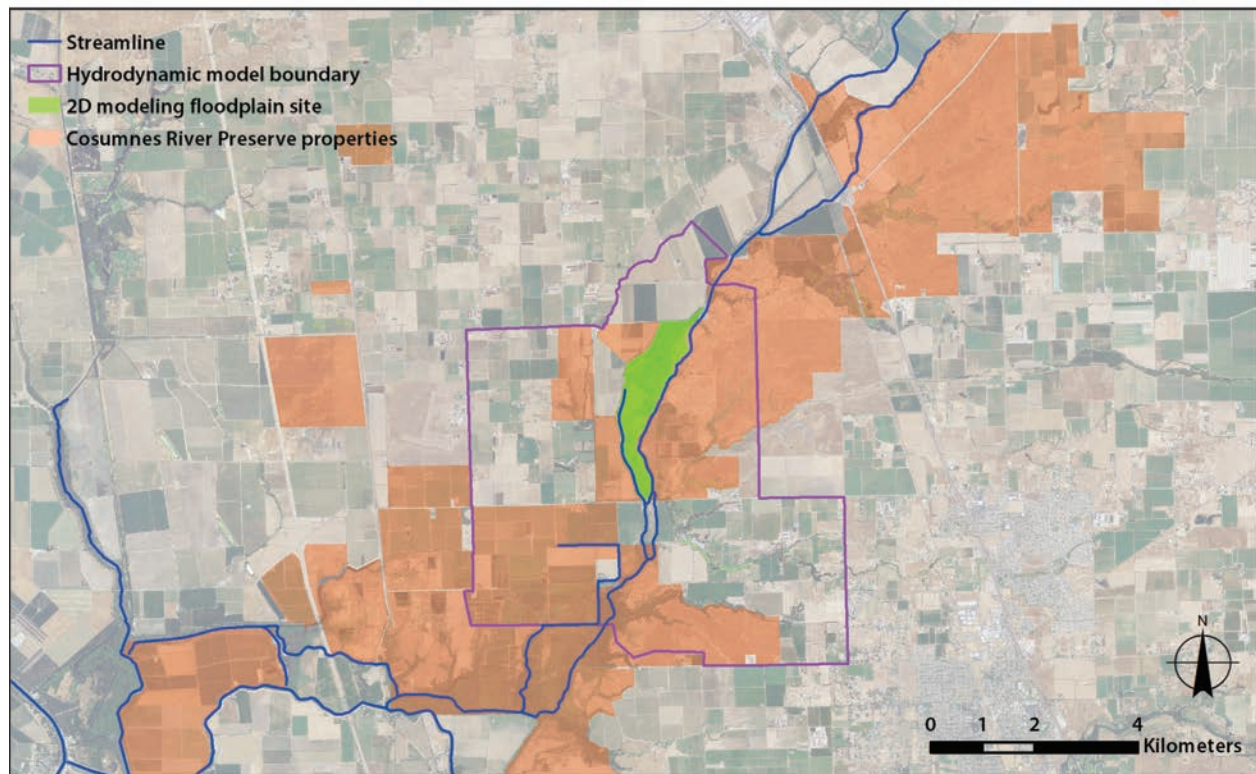 Streamline
Hydrodynamic model boundary
2D modeling floodplain site
Cosumnes River Preserve properties
N
0 1 2 4
Kilometers